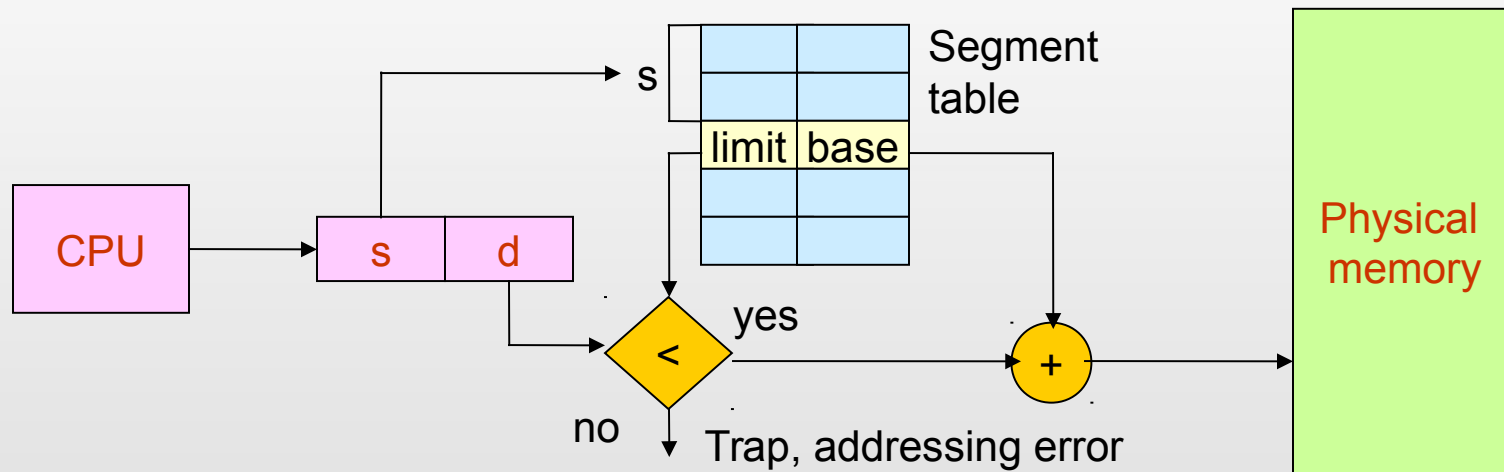 Segment
table
s
limit base
CPU
s d
Physical
memory
yes
<
+
no
Trap, addressing error